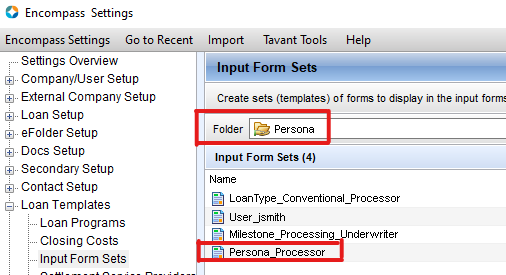 Encompass Settings
Encompass Settings Go to Recent Import Tavant Tools Help
Settings Overview
Company/User Setup
External Company Setup
Loan Setup
eFolder Setup
Docs Setup
Secondary Setup
Contact Setup
Loan Templates
Loan Programs
Closing Costs
Input Form Sets
Input Form Sets
Create sets (templates) of forms to display in the input forms
Folder Persona
Input Form Sets (4)
Name
LoanType_Conventional_Processor
User_jsmith
Milestone_Processing_Underwriter
Persona_Processor